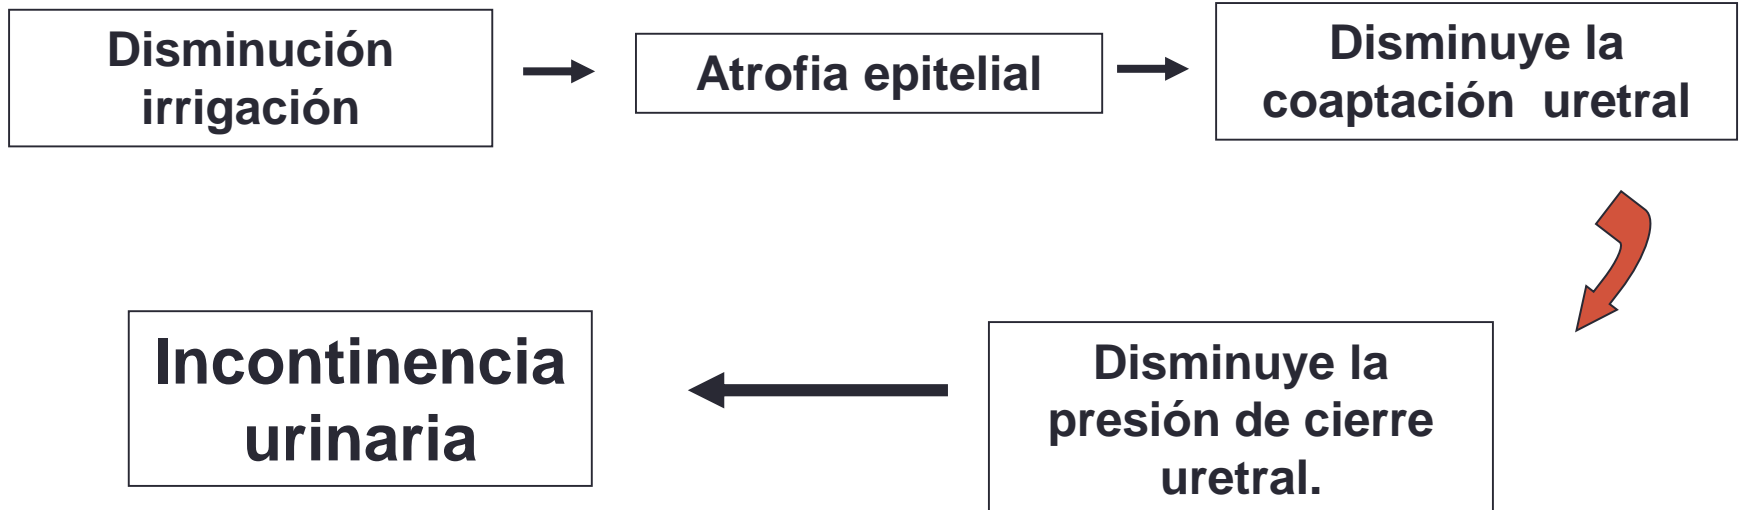 Disminución
irrigación
Atrofia epitelial
Disminuye la
coaptación uretral
Disminuye la
presión de cierre
uretral.
Incontinencia
urinaria